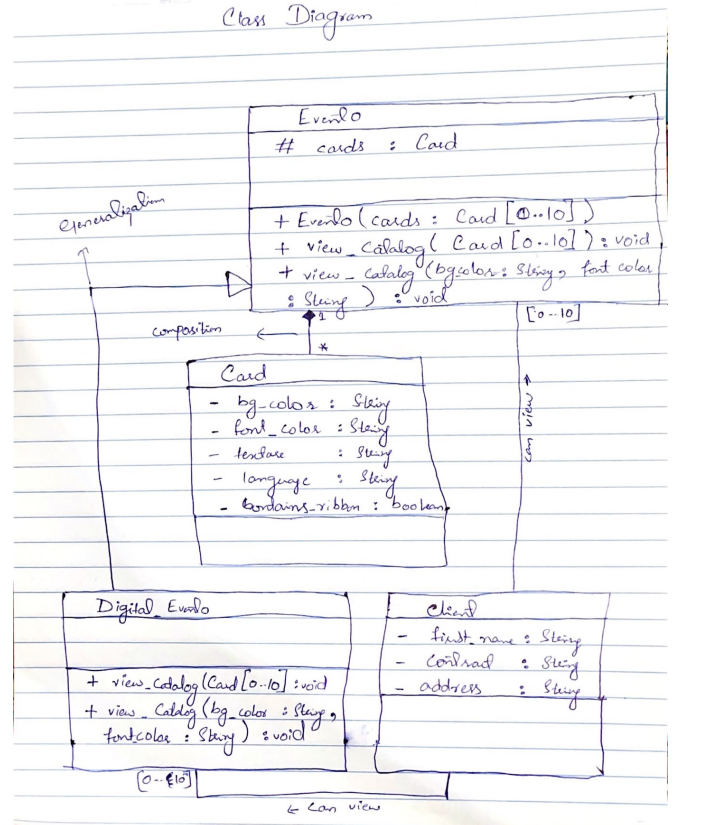 Class Diagram
Evento
# cards : Card
+ Evento (cards : Card [0..10])
+ view_Catalog ( Card [0..10] ) : void
+ view_catalog (bgcolor : String, font color
: String ) : void
Generalization
1
[0..10]
composition
*
Card
- bg_color : String
- font_color : String
- texture : String
- language : String
- contains_ribbon : boolean
can view →
Digital_Evento
+ view_Catalog(Card [0..10] : void
+ view_Catalog (bg_color : String,
fontcolor : String) : void
Client
- first_name : String
- contact : String
- address : String
[0..10]
← can view